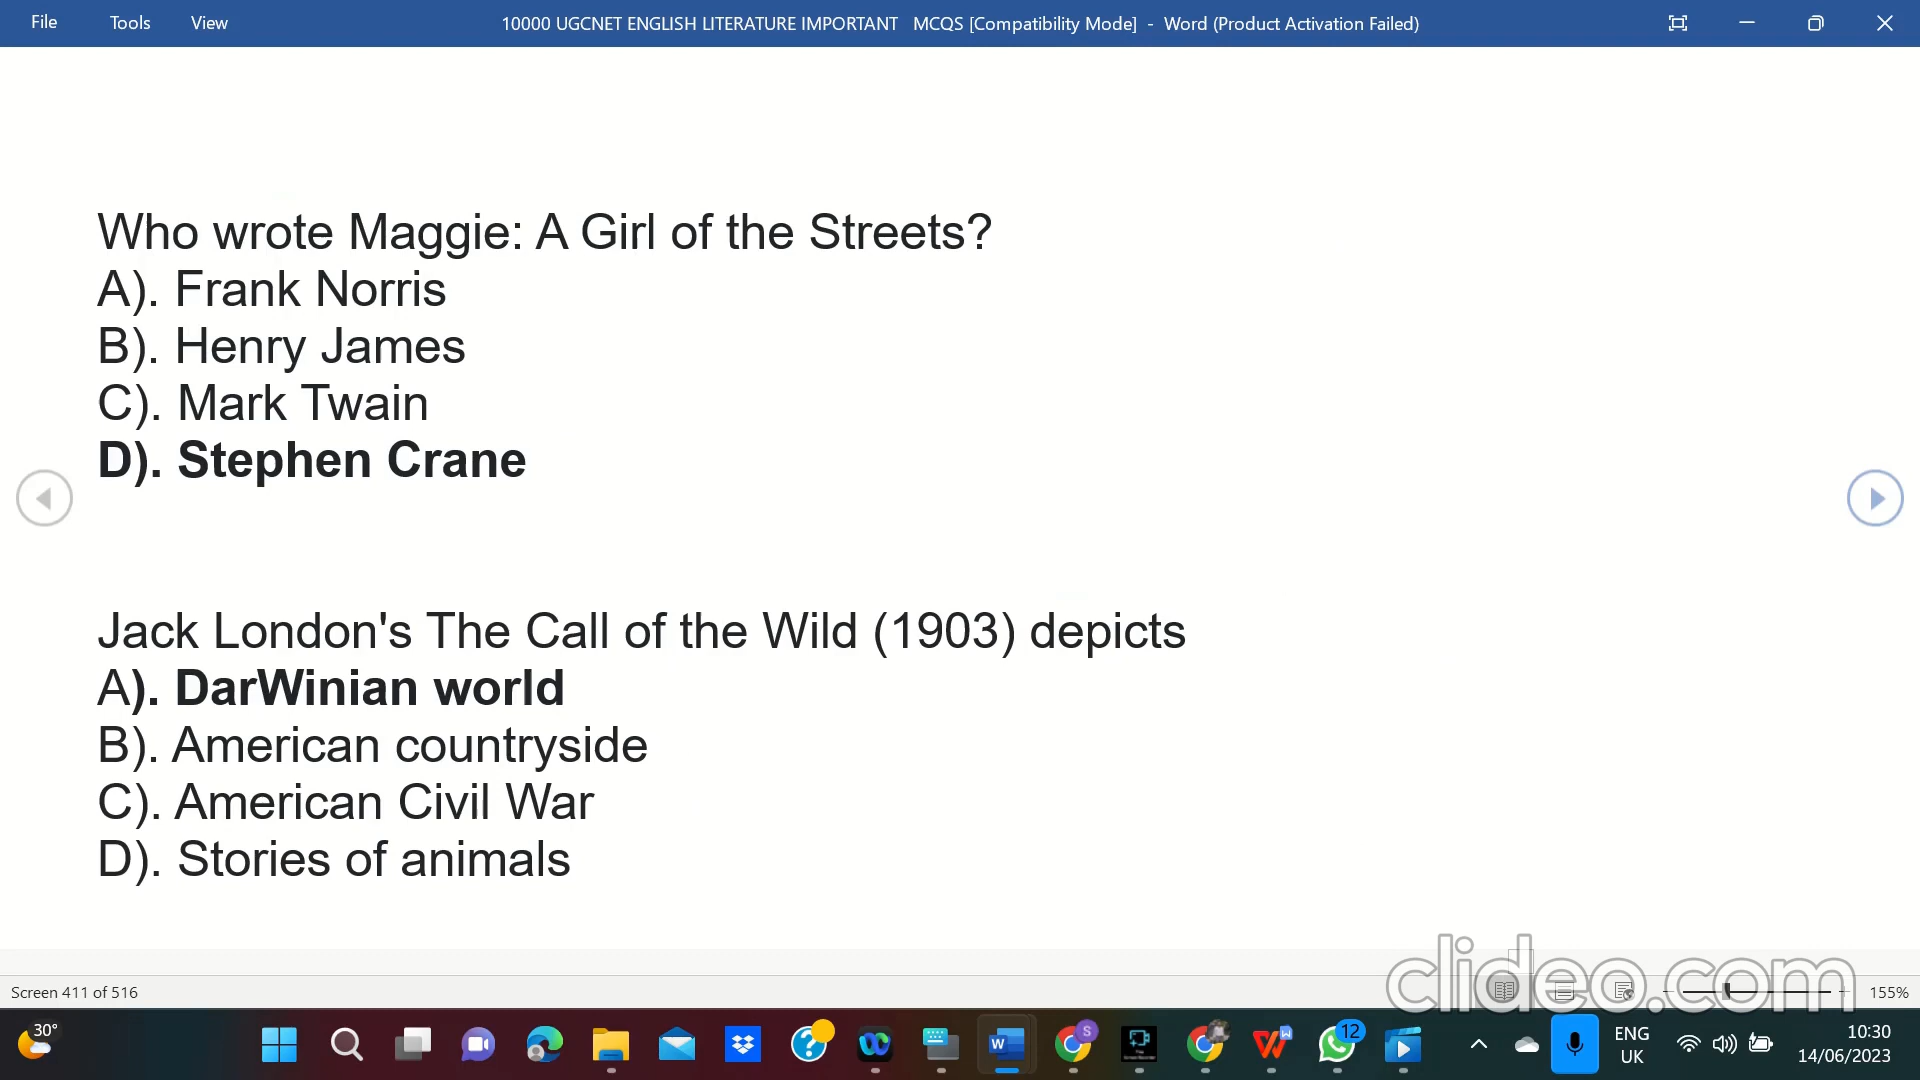 File Tools View 10000 UGCNET ENGLISH LITERATURE IMPORTANT MCQS [Compatibility Mode] - Word (Product Activation Failed)
Who wrote Maggie: A Girl of the Streets?
A). Frank Norris
B). Henry James
C). Mark Twain
D). Stephen Crane
Jack London's The Call of the Wild (1903) depicts
A). DarWinian world
B). American countryside
C). American Civil War
D). Stories of animals
clideo.com
Screen 411 of 516 155%
30° 12 ENG 10:30
UK 14/06/2023